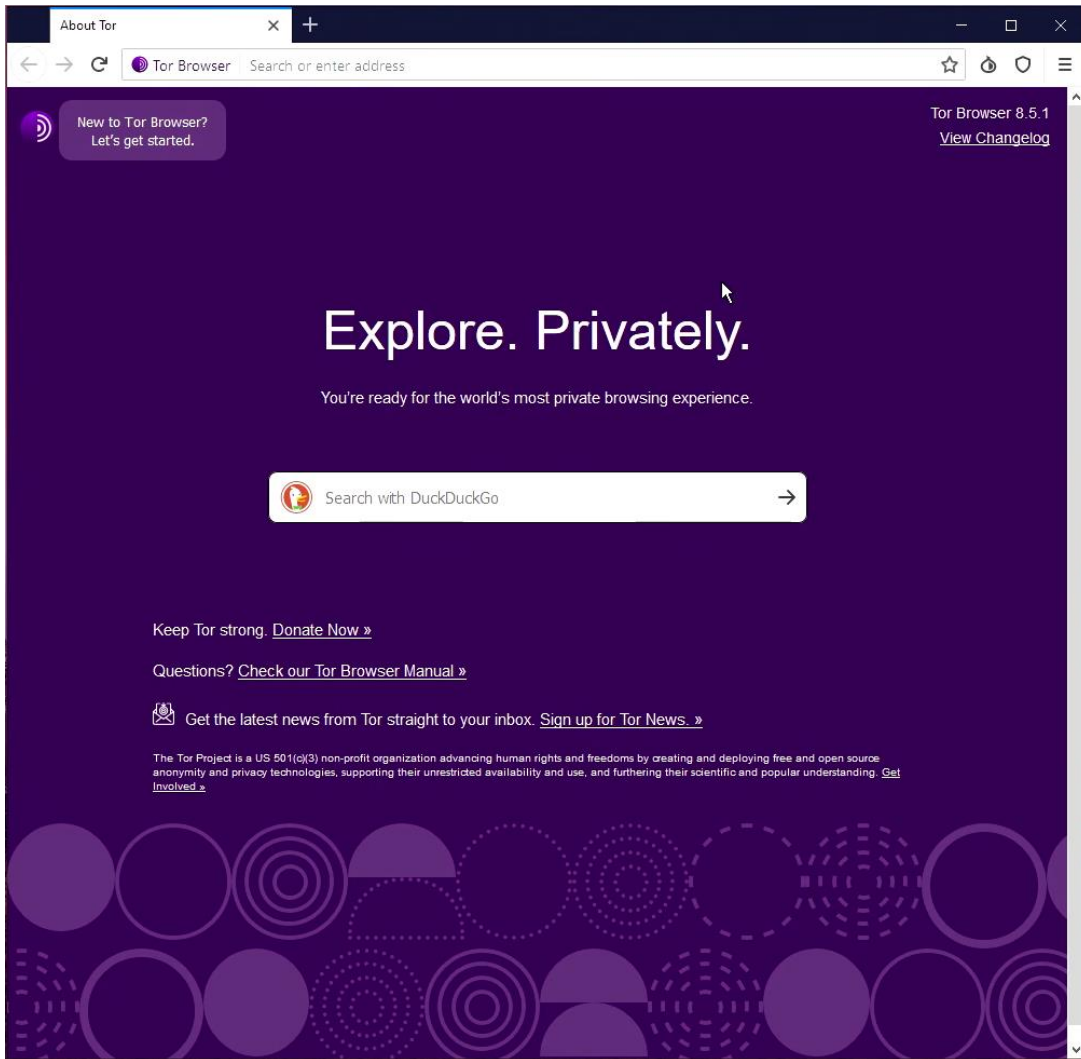 About Tor
Tor Browser Search or enter address
New to Tor Browser?
Let's get started.
Tor Browser 8.5.1
View Changelog
Explore. Privately.
You're ready for the world's most private browsing experience.
Search with DuckDuckGo
Keep Tor strong. Donate Now »
Questions? Check our Tor Browser Manual »
Get the latest news from Tor straight to your inbox. Sign up for Tor News. »
The Tor Project is a US 501(c)(3) non-profit organization advancing human rights and freedoms by creating and deploying free and open source
anonymity and privacy technologies, supporting their unrestricted availability and use, and furthering their scientific and popular understanding. Get
Involved »